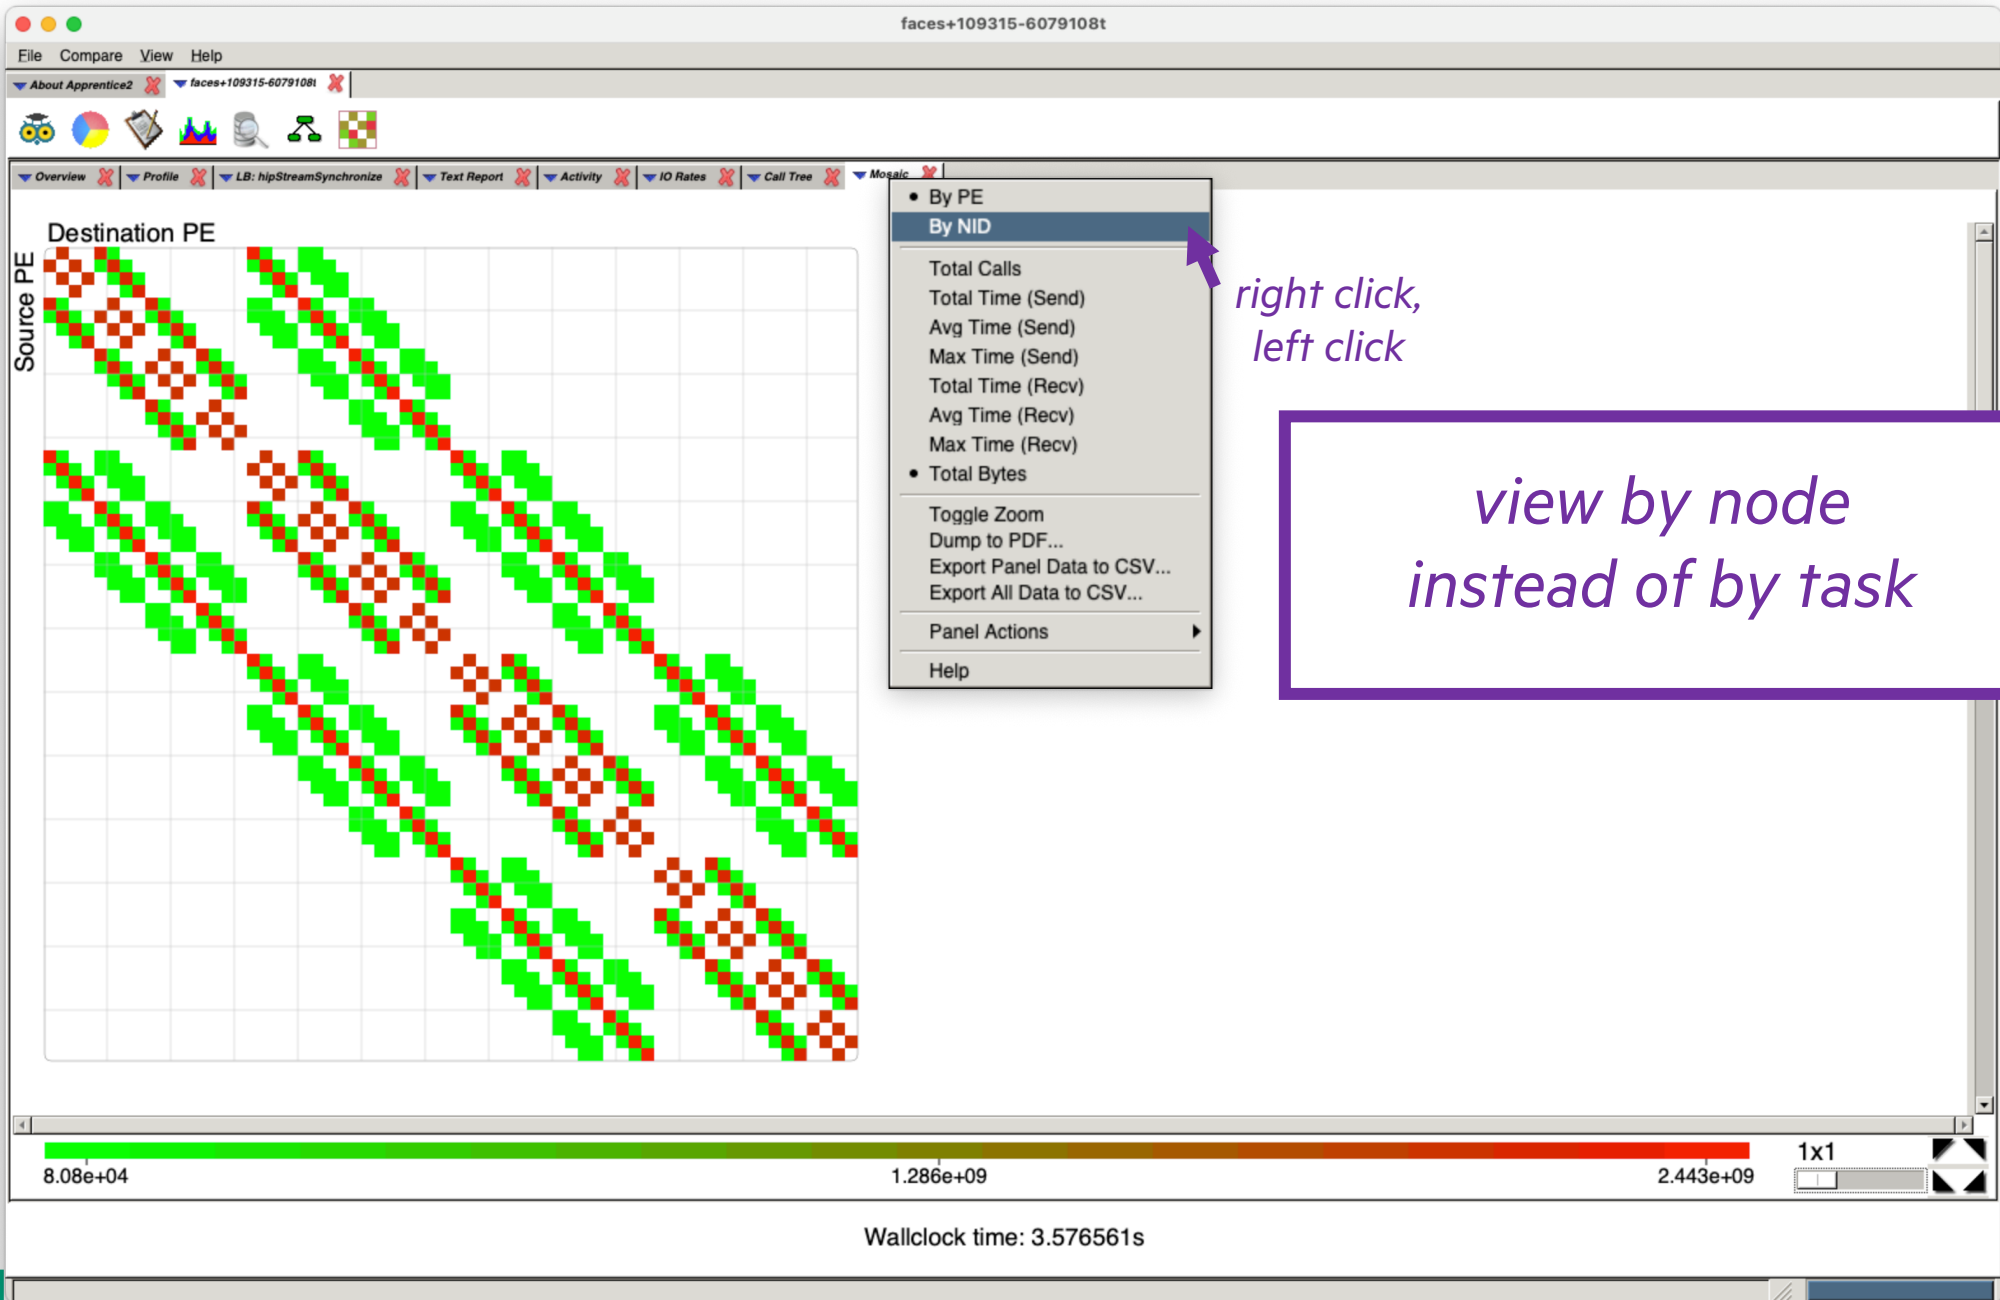 faces+109315-6079108t
File Compare View Help
About Apprentice2 faces+109315-6079108t
Overview Profile LB: hipStreamSynchronize Text Report Activity IO Rates Call Tree Mosaic
Destination PE
Source PE
By PE
By NID
Total Calls
Total Time (Send)
Avg Time (Send)
Max Time (Send)
Total Time (Recv)
Avg Time (Recv)
Max Time (Recv)
Total Bytes
Toggle Zoom
Dump to PDF...
Export Panel Data to CSV...
Export All Data to CSV...
Panel Actions
Help
right click,
left click
view by node
instead of by task
8.08e+04 1.286e+09 2.443e+09
1x1
Wallclock time: 3.576561s